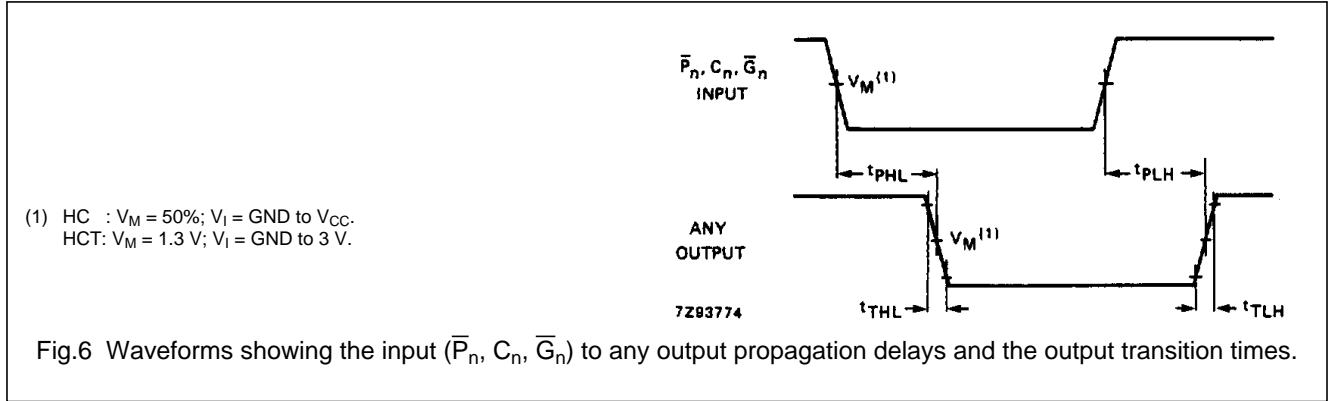 P̅n, Cn, G̅n
INPUT
VM(1)
tPHL
tPLH
(1) HC : VM = 50%; VI = GND to VCC.
HCT: VM = 1.3 V; VI = GND to 3 V.
ANY
OUTPUT
VM(1)
7Z93774
tTHL
tTLH
Fig.6 Waveforms showing the input (P̅n, Cn, G̅n) to any output propagation delays and the output transition times.